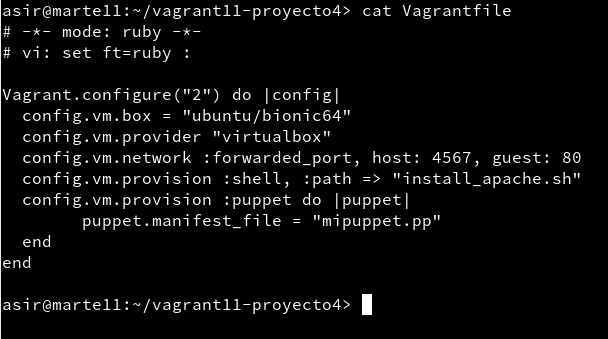 asir@martell:~/vagrant11-proyecto4> cat Vagrantfile
# -*- mode: ruby -*-
# vi: set ft=ruby :
Vagrant.configure("2") do |config|
  config.vm.box = "ubuntu/bionic64"
  config.vm.provider "virtualbox"
  config.vm.network :forwarded_port, host: 4567, guest: 80
  config.vm.provision :shell, :path => "install_apache.sh"
  config.vm.provision :puppet do |puppet|
        puppet.manifest_file = "mipuppet.pp"
  end
end
asir@martell:~/vagrant11-proyecto4>